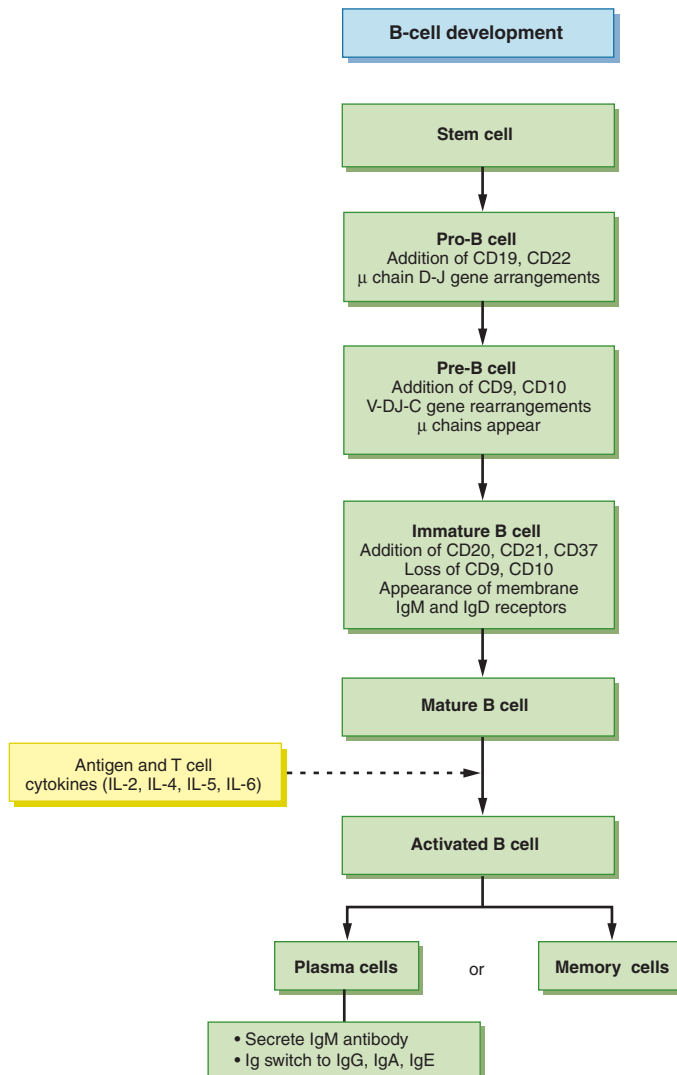 B-cell development
Stem cell
Pro-B cell
Addition of CD19, CD22
μ chain D-J gene arrangements
Pre-B cell
Addition of CD9, CD10
V-DJ-C gene rearrangements
μ chains appear
Immature B cell
Addition of CD20, CD21, CD37
Loss of CD9, CD10
Appearance of membrane
IgM and IgD receptors
Mature B cell
Antigen and T cell
cytokines (IL-2, IL-4, IL-5, IL-6)
Activated B cell
Plasma cells
or
Memory cells
• Secrete IgM antibody
• Ig switch to IgG, IgA, IgE